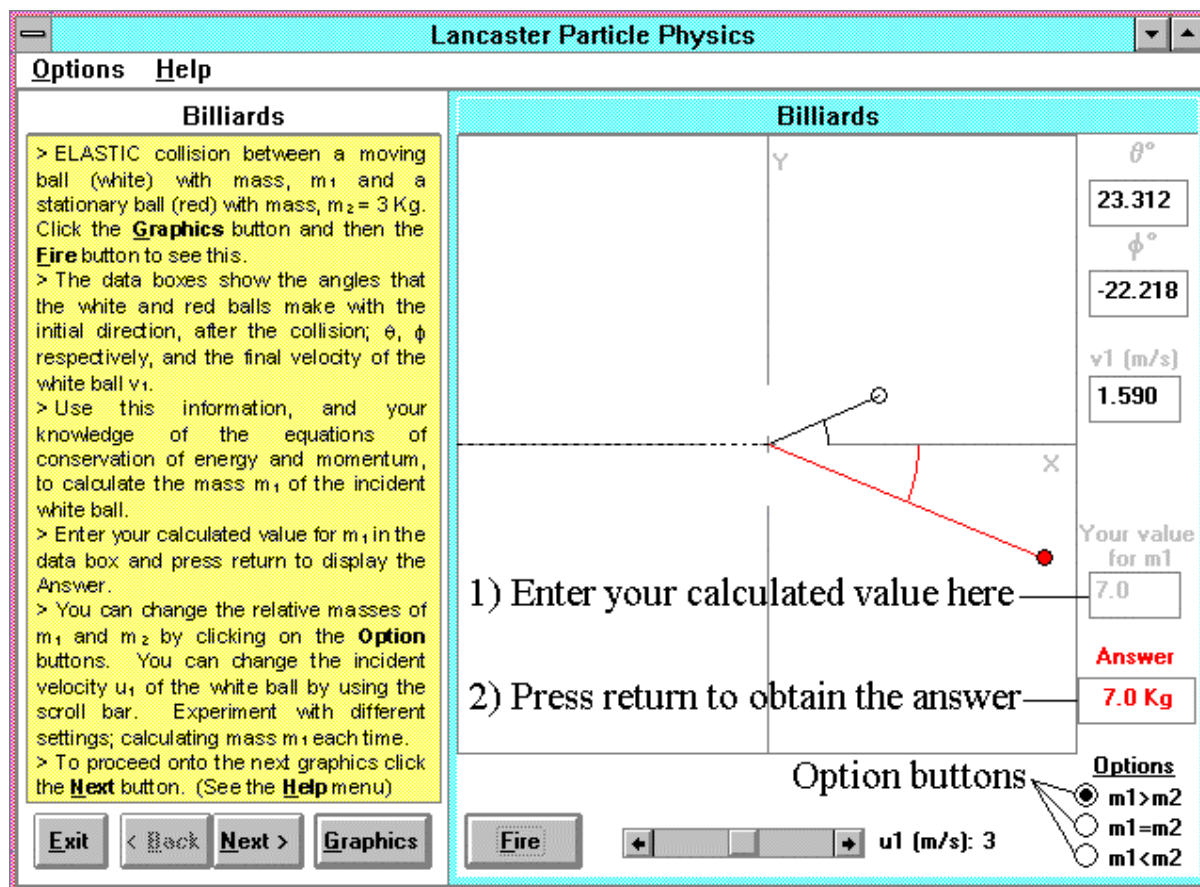 Lancaster Particle Physics
Options Help
Billiards
> ELASTIC collision between a moving
ball (white) with mass, m₁ and a
stationary ball (red) with mass, m₂ = 3 Kg.
Click the Graphics button and then the
Fire button to see this.
> The data boxes show the angles that
the white and red balls make with the
initial direction, after the collision; θ, ϕ
respectively, and the final velocity of the
white ball v₁.
> Use this information, and your
knowledge of the equations of
conservation of energy and momentum,
to calculate the mass m₁ of the incident
white ball.
> Enter your calculated value for m₁ in the
data box and press return to display the
Answer.
> You can change the relative masses of
m₁ and m₂ by clicking on the Option
buttons. You can change the incident
velocity u₁ of the white ball by using the
scroll bar. Experiment with different
settings; calculating mass m₁ each time.
> To proceed onto the next graphics click
the Next button. (See the Help menu)
Exit < Back Next > Graphics
Billiards
Y
X
θ°
23.312
ϕ°
-22.218
v1 (m/s)
1.590
Your value
for m1
7.0
1) Enter your calculated value here
Answer
7.0 Kg
2) Press return to obtain the answer
Option buttons
Options
m1>m2
m1=m2
m1<m2
Fire
u1 (m/s): 3